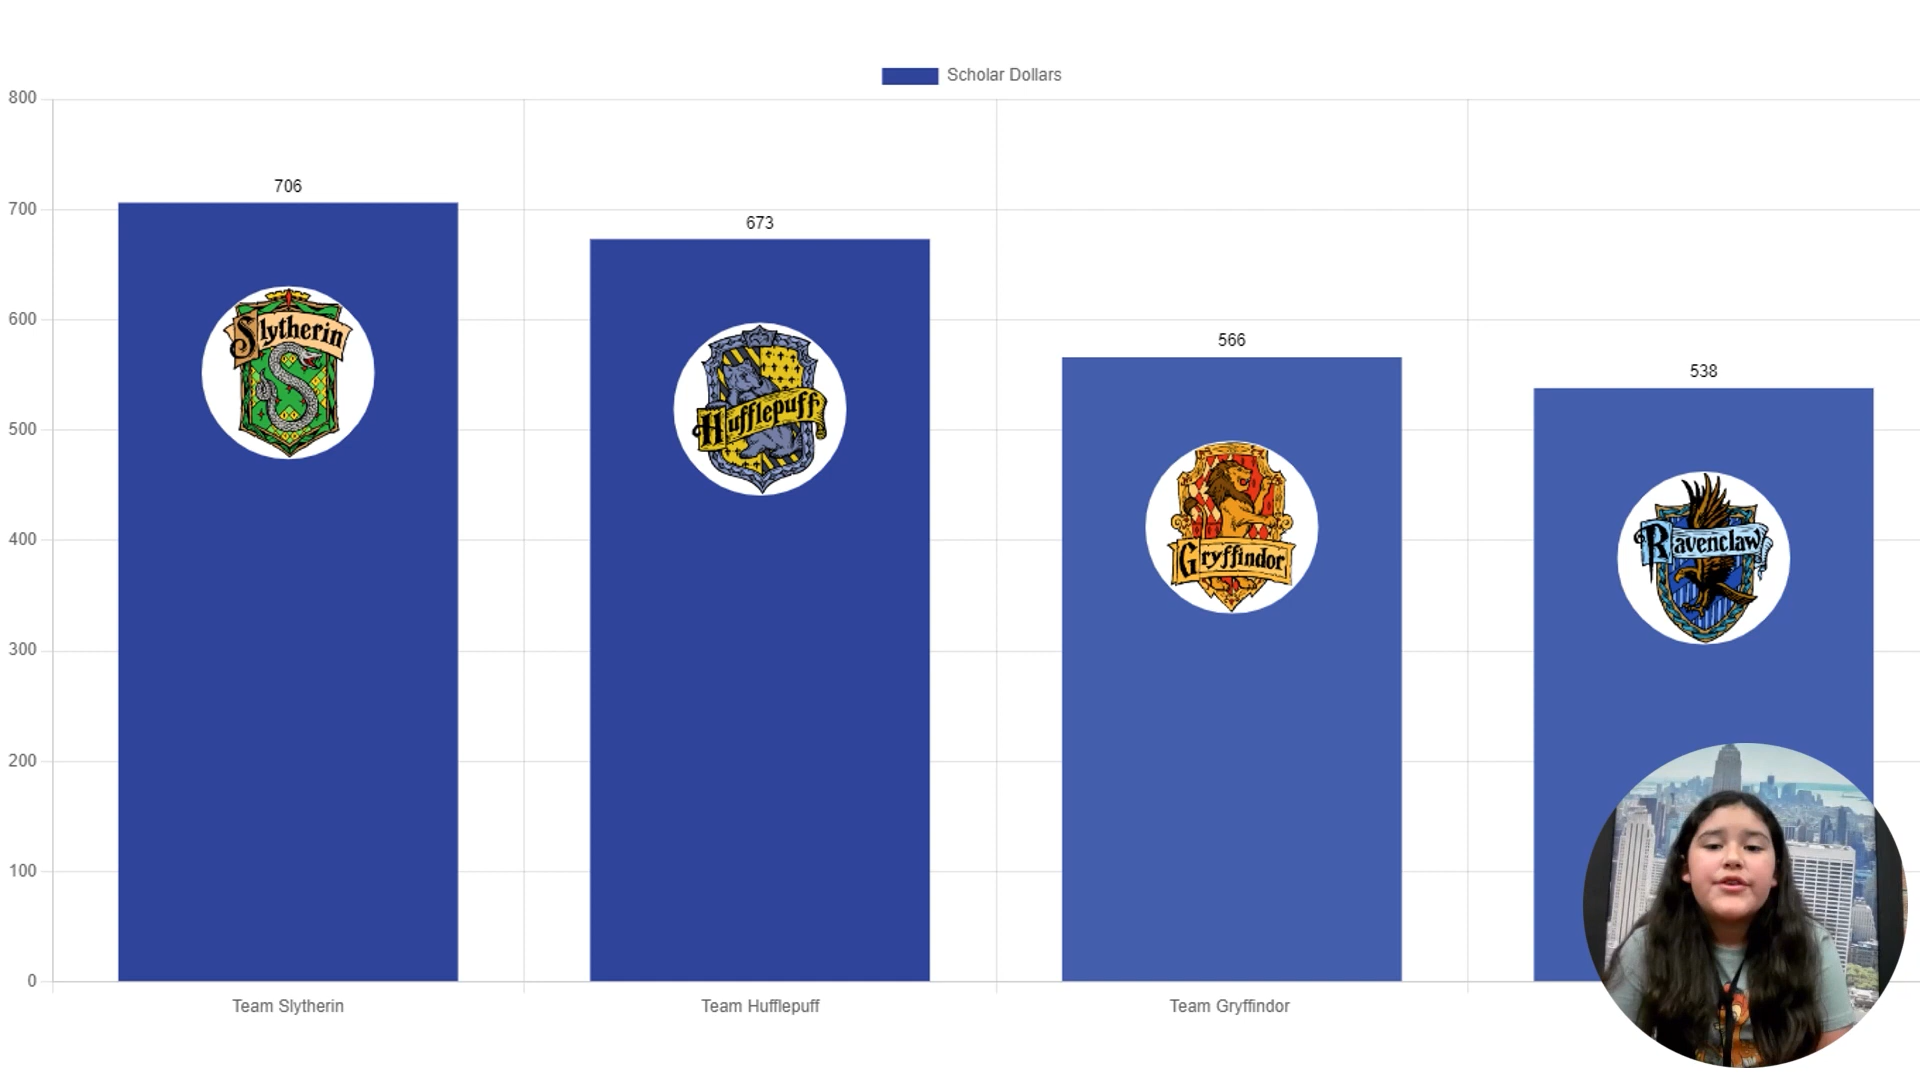 Scholar Dollars
800
700
600
500
400
300
200
100
0
706
673
566
538
Slytherin
Hufflepuff
Gryffindor
Ravenclaw
Team Slytherin
Team Hufflepuff
Team Gryffindor